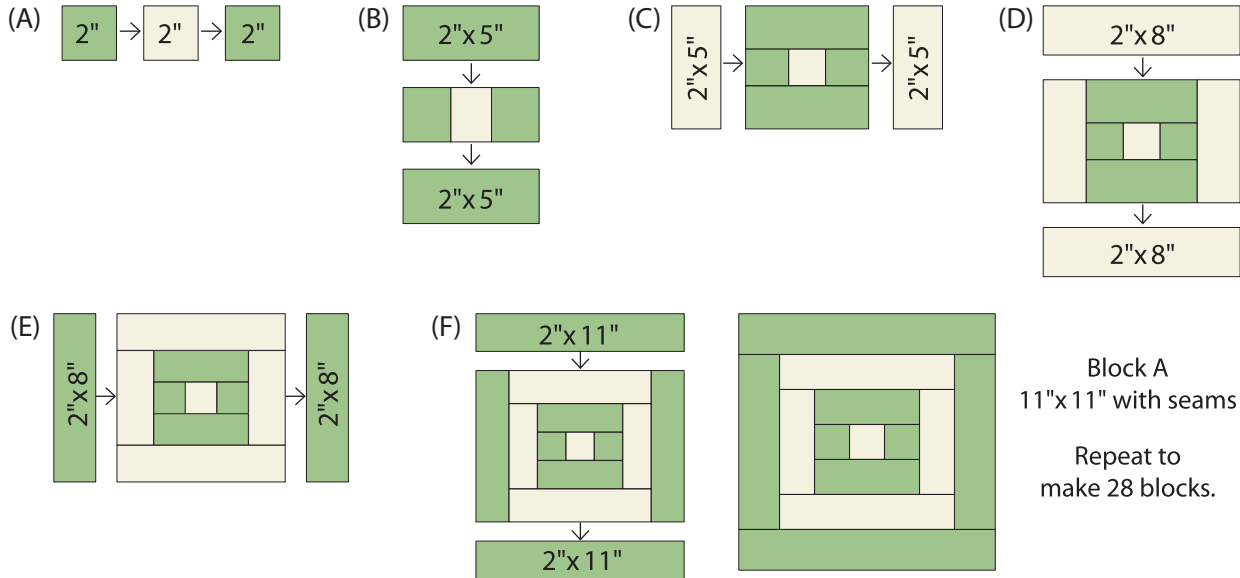 (A)
2"
2"
2"
(B)
2"x 5"
2"x 5"
(C)
2"x 5"
2"x 5"
(D)
2"x 8"
2"x 8"
(E)
2"x 8"
2"x 8"
(F)
2"x 11"
2"x 11"
Block A
11"x 11" with seams
Repeat to
make 28 blocks.